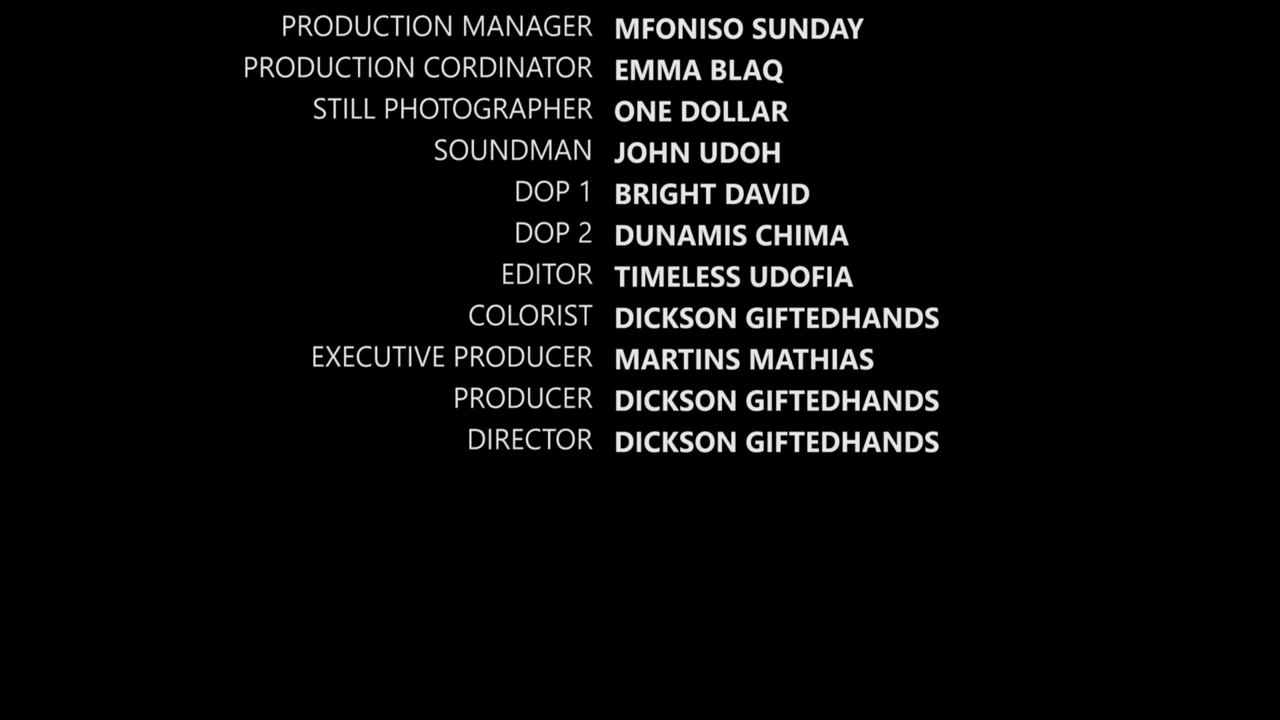 PRODUCTION MANAGER MFONISO SUNDAY
PRODUCTION CORDINATOR EMMA BLAQ
STILL PHOTOGRAPHER ONE DOLLAR
SOUNDMAN JOHN UDOH
DOP 1 BRIGHT DAVID
DOP 2 DUNAMIS CHIMA
EDITOR TIMELESS UDOFIA
COLORIST DICKSON GIFTEDHANDS
EXECUTIVE PRODUCER MARTINS MATHIAS
PRODUCER DICKSON GIFTEDHANDS
DIRECTOR DICKSON GIFTEDHANDS